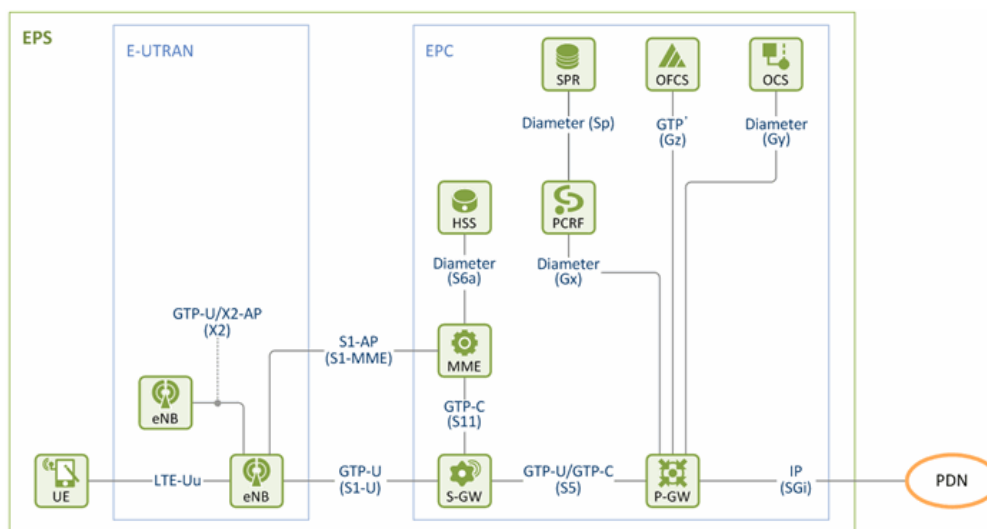 EPS
E-UTRAN
EPC
SPR
OFCS
OCS
Diameter (Sp)
GTP'
(Gz)
Diameter
(Gy)
HSS
PCRF
Diameter
(S6a)
Diameter
(Gx)
GTP-U/X2-AP
(X2)
S1-AP
(S1-MME)
MME
eNB
GTP-C
(S11)
UE
LTE-Uu
eNB
GTP-U
(S1-U)
S-GW
GTP-U/GTP-C
(S5)
P-GW
IP
(SGi)
PDN